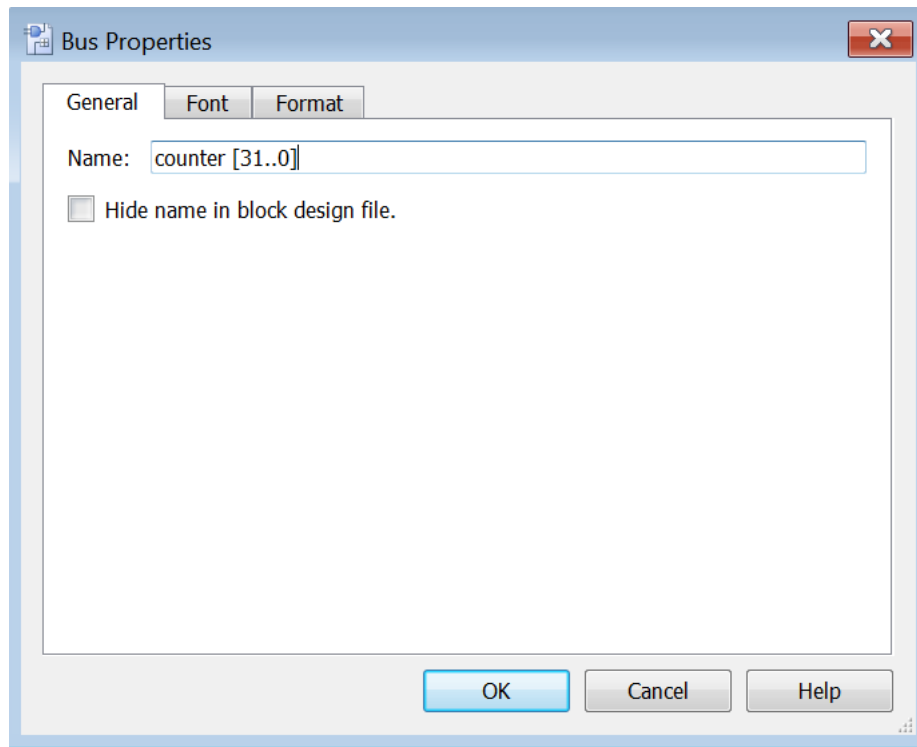 Bus Properties
General Font Format
Name: counter [31..0]
Hide name in block design file.
OK Cancel Help